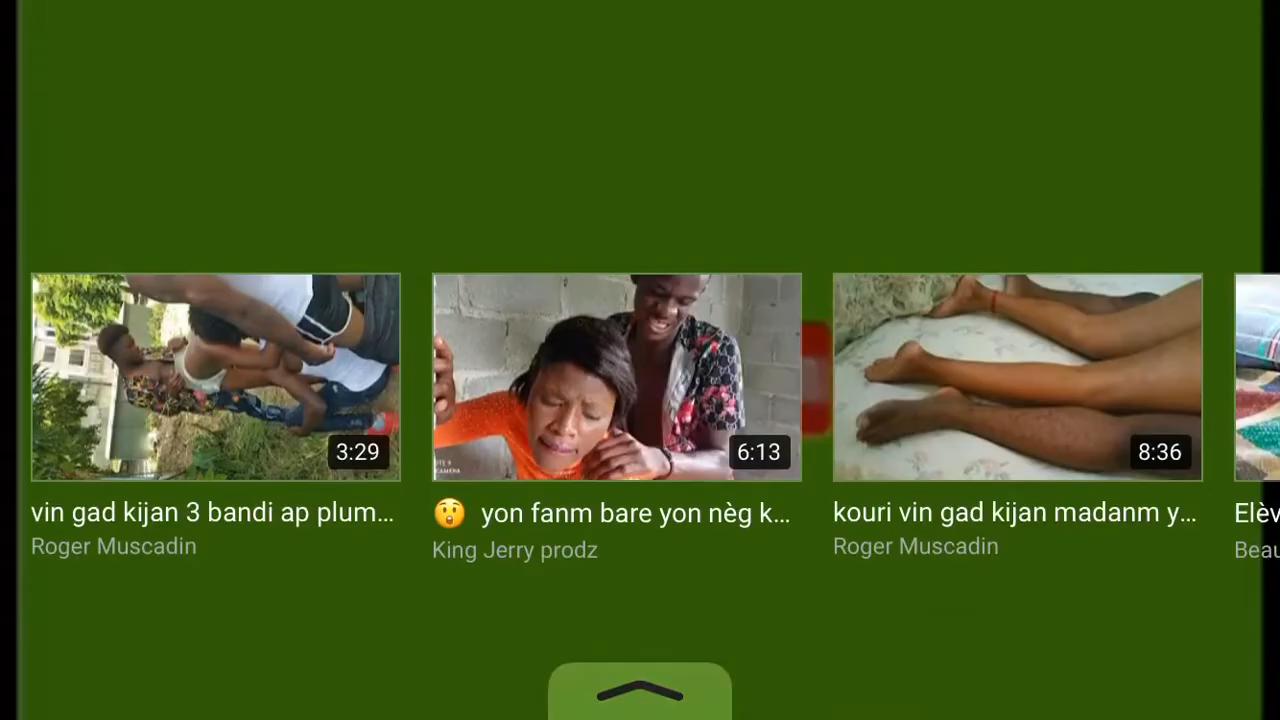 3:29
6:13
8:36
vin gad kijan 3 bandi ap plum...
Roger Muscadin
😲 yon fanm bare yon nèg k...
King Jerry prodz
kouri vin gad kijan madanm y...
Roger Muscadin
Elèv
Beau